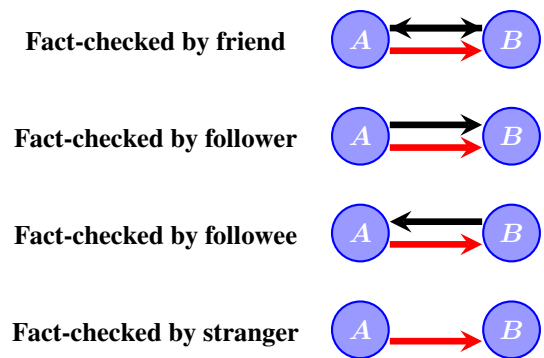 Fact-checked by friend A B
Fact-checked by follower A B
Fact-checked by followee A B
Fact-checked by stranger A B